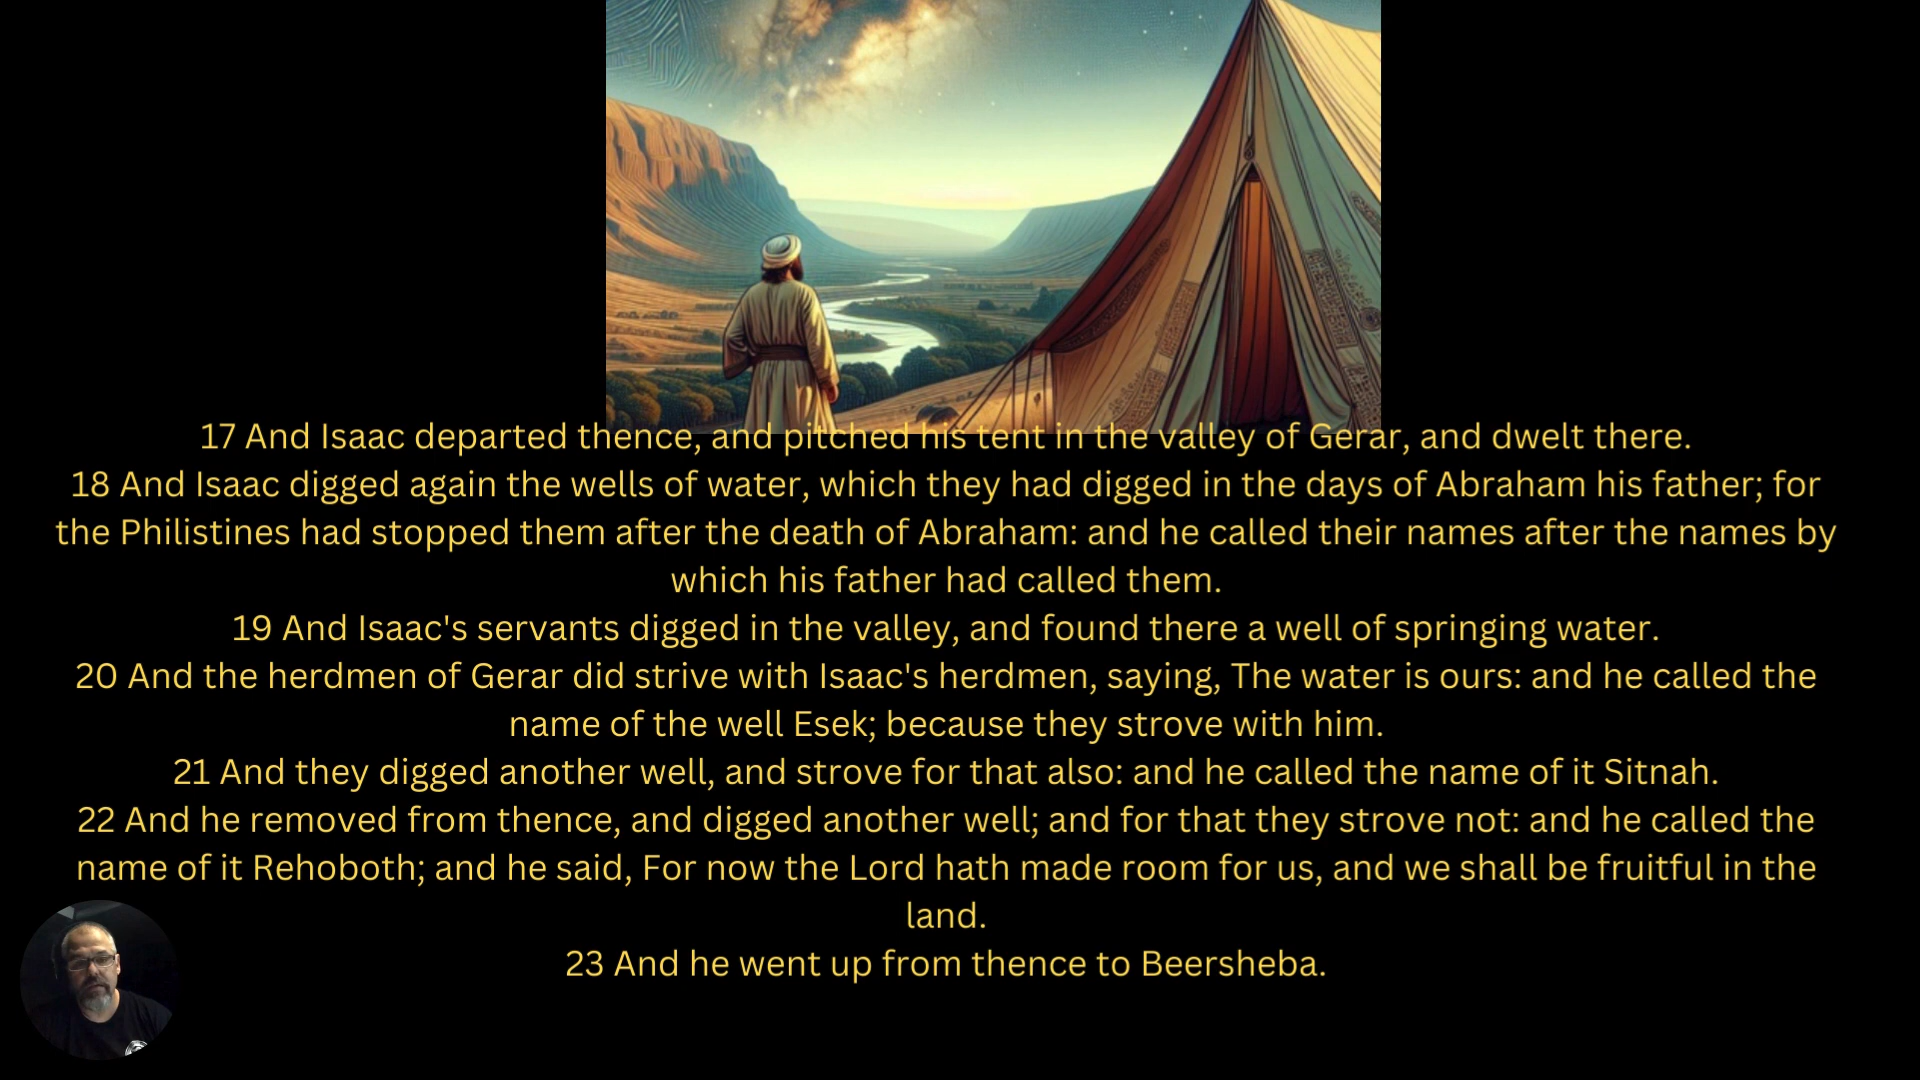 17 And Isaac departed thence, and pitched his tent in the valley of Gerar, and dwelt there.
18 And Isaac digged again the wells of water, which they had digged in the days of Abraham his father; for
the Philistines had stopped them after the death of Abraham: and he called their names after the names by
which his father had called them.
19 And Isaac's servants digged in the valley, and found there a well of springing water.
20 And the herdmen of Gerar did strive with Isaac's herdmen, saying, The water is ours: and he called the
name of the well Esek; because they strove with him.
21 And they digged another well, and strove for that also: and he called the name of it Sitnah.
22 And he removed from thence, and digged another well; and for that they strove not: and he called the
name of it Rehoboth; and he said, For now the Lord hath made room for us, and we shall be fruitful in the
land.
23 And he went up from thence to Beersheba.